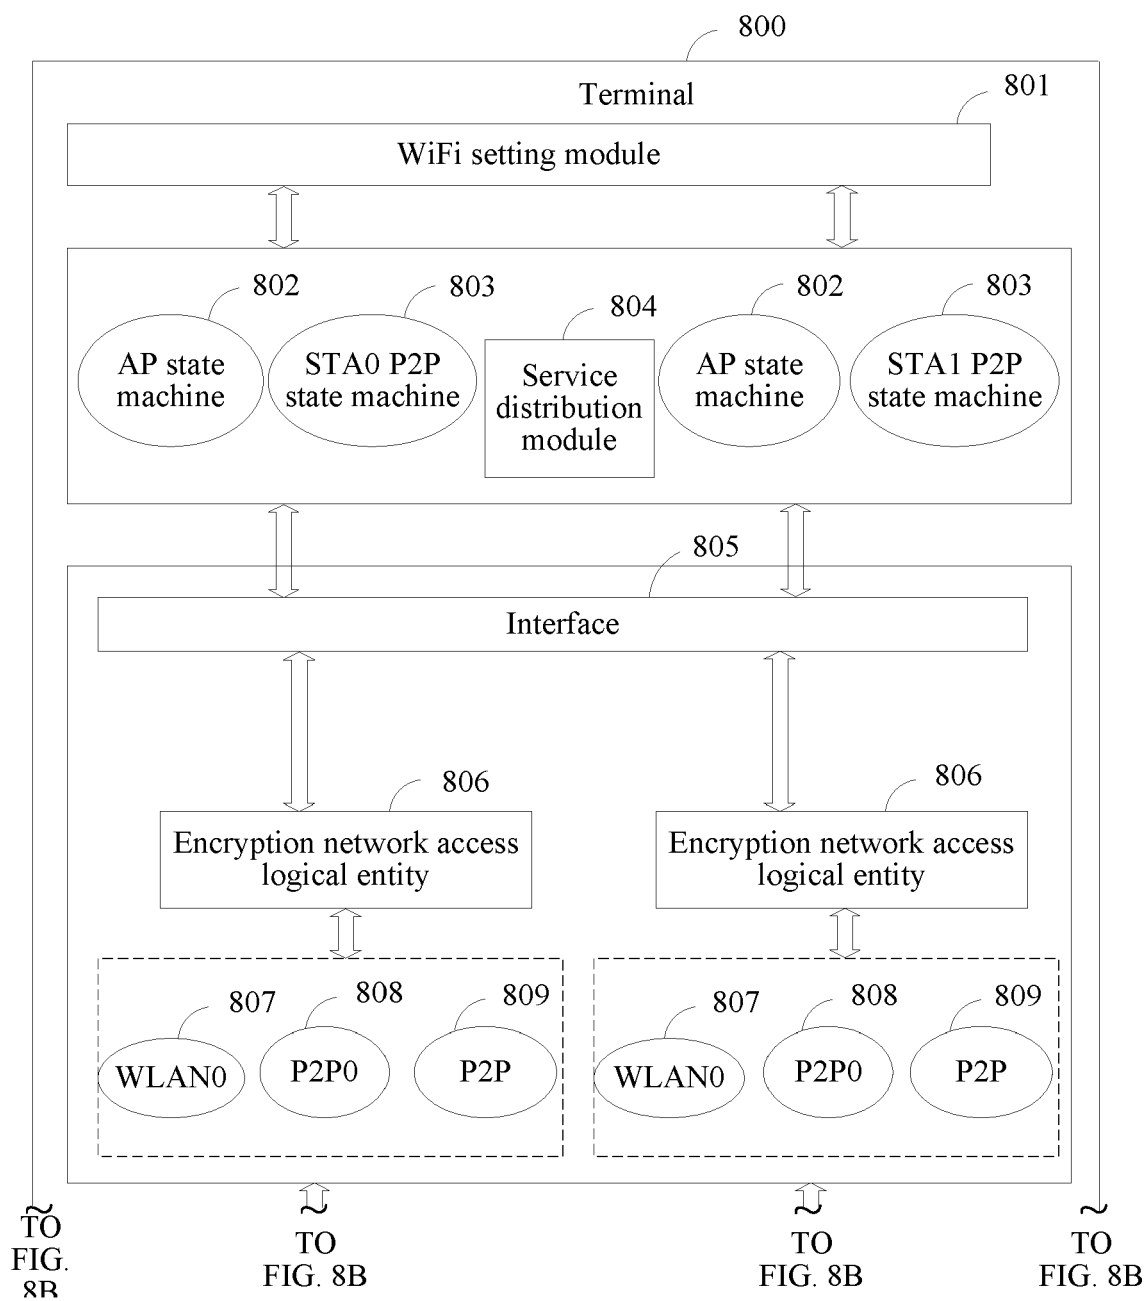 800
Terminal
801
WiFi setting module
802
803
804
802
803
AP state
machine
STA0 P2P
state machine
Service
distribution
module
AP state
machine
STA1 P2P
state machine
805
Interface
806
806
Encryption network access
logical entity
Encryption network access
logical entity
807
808
809
807
808
809
WLAN0
P2P0
P2P
WLAN0
P2P0
P2P
TO
FIG.
8B
TO
FIG. 8B
TO
FIG. 8B
TO
FIG. 8B